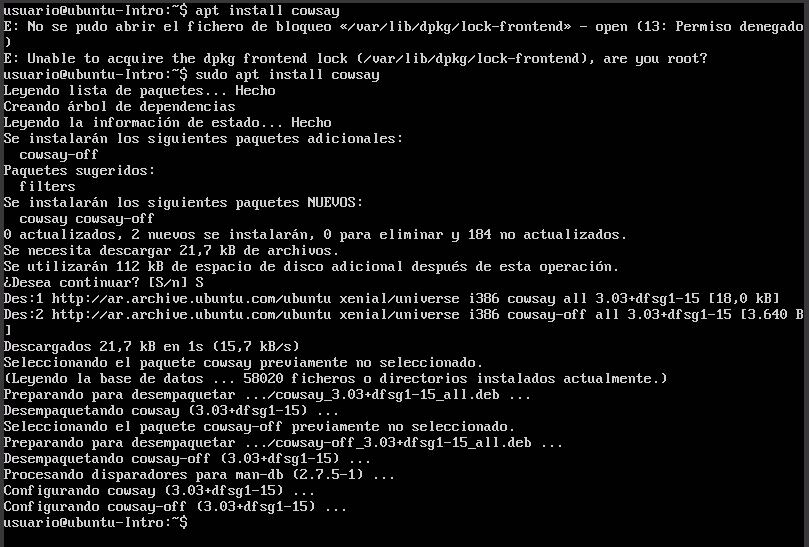 usuario@ubuntu-Intro:~$ apt install cowsay
E: No se pudo abrir el fichero de bloqueo «/var/lib/dpkg/lock-frontend» - open (13: Permiso denegado
)
E: Unable to acquire the dpkg frontend lock (/var/lib/dpkg/lock-frontend), are you root?
usuario@ubuntu-Intro:~$ sudo apt install cowsay
Leyendo lista de paquetes... Hecho
Creando árbol de dependencias
Leyendo la información de estado... Hecho
Se instalarán los siguientes paquetes adicionales:
  cowsay-off
Paquetes sugeridos:
  filters
Se instalarán los siguientes paquetes NUEVOS:
  cowsay cowsay-off
0 actualizados, 2 nuevos se instalarán, 0 para eliminar y 184 no actualizados.
Se necesita descargar 21,7 kB de archivos.
Se utilizarán 112 kB de espacio de disco adicional después de esta operación.
¿Desea continuar? [S/n] S
Des:1 http://ar.archive.ubuntu.com/ubuntu xenial/universe i386 cowsay all 3.03+dfsg1-15 [18,0 kB]
Des:2 http://ar.archive.ubuntu.com/ubuntu xenial/universe i386 cowsay-off all 3.03+dfsg1-15 [3.640 B
]
Descargados 21,7 kB en 1s (15,7 kB/s)
Seleccionando el paquete cowsay previamente no seleccionado.
(Leyendo la base de datos ... 58020 ficheros o directorios instalados actualmente.)
Preparando para desempaquetar .../cowsay_3.03+dfsg1-15_all.deb ...
Desempaquetando cowsay (3.03+dfsg1-15) ...
Seleccionando el paquete cowsay-off previamente no seleccionado.
Preparando para desempaquetar .../cowsay-off_3.03+dfsg1-15_all.deb ...
Desempaquetando cowsay-off (3.03+dfsg1-15) ...
Procesando disparadores para man-db (2.7.5-1) ...
Configurando cowsay (3.03+dfsg1-15) ...
Configurando cowsay-off (3.03+dfsg1-15) ...
usuario@ubuntu-Intro:~$